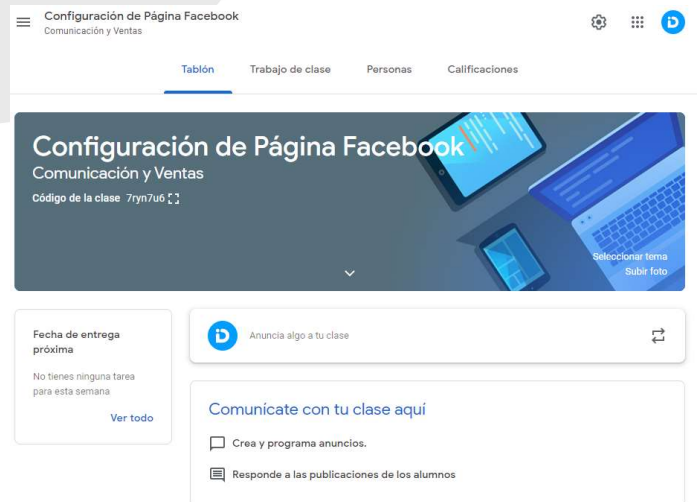 Configuración de Página Facebook
Comunicación y Ventas
Tablón
Trabajo de clase
Personas
Calificaciones
Configuración de Página Facebook
Comunicación y Ventas
Código de la clase 7ryn7u6
Seleccionar tema
Subir foto
Fecha de entrega
próxima
No tienes ninguna tarea
para esta semana
Ver todo
Anuncia algo a tu clase
Comunícate con tu clase aquí
Crea y programa anuncios.
Responde a las publicaciones de los alumnos